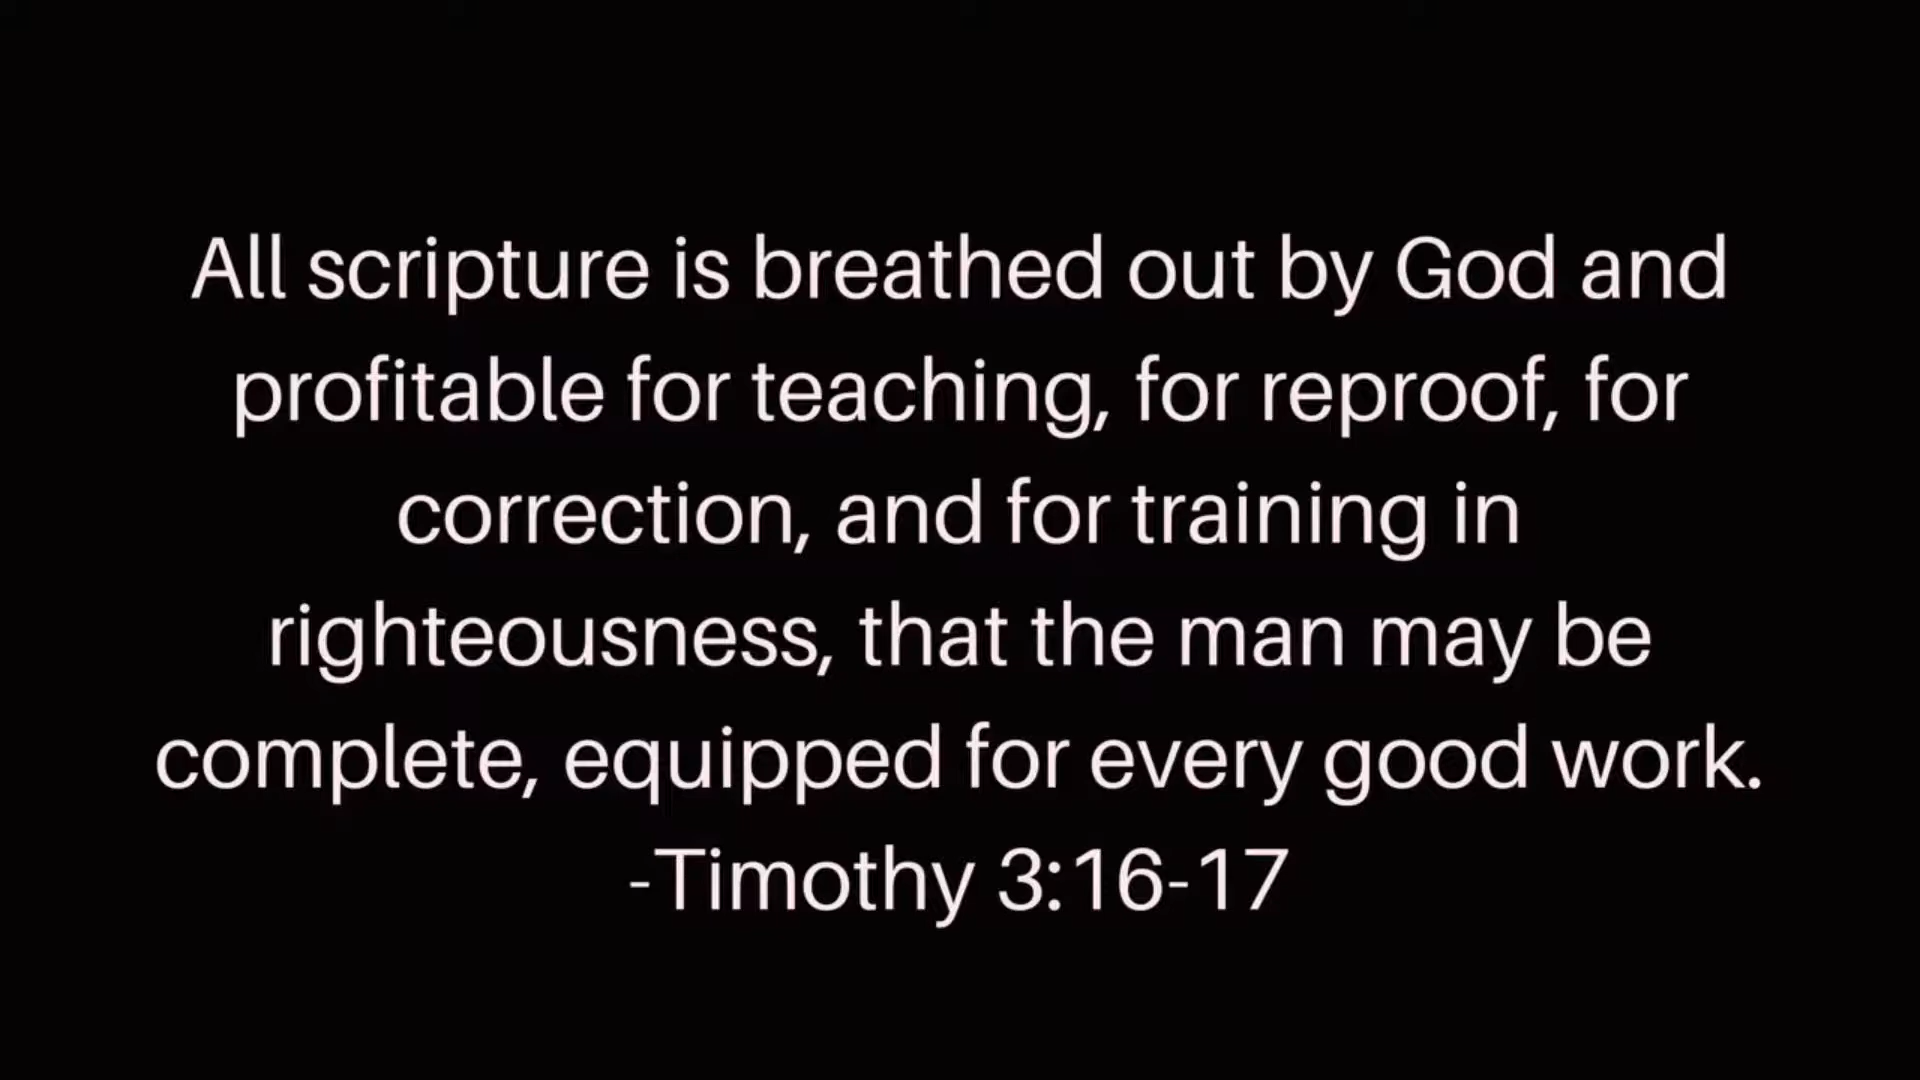 All scripture is breathed out by God and
profitable for teaching, for reproof, for
correction, and for training in
righteousness, that the man may be
complete, equipped for every good work.
-Timothy 3:16-17